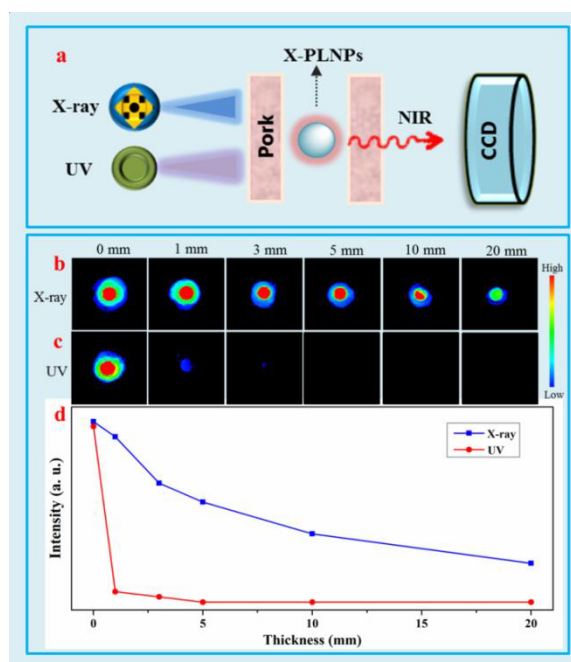 a
X-PLNPs
X-ray
NIR
UV
Pork
CCD
0 mm 1 mm 3 mm 5 mm 10 mm 20 mm
b
X-ray
High
c
UV
Low
d
X-ray
UV
Intensity (a. u.)
0 5 10 15 20
Thickness (mm)